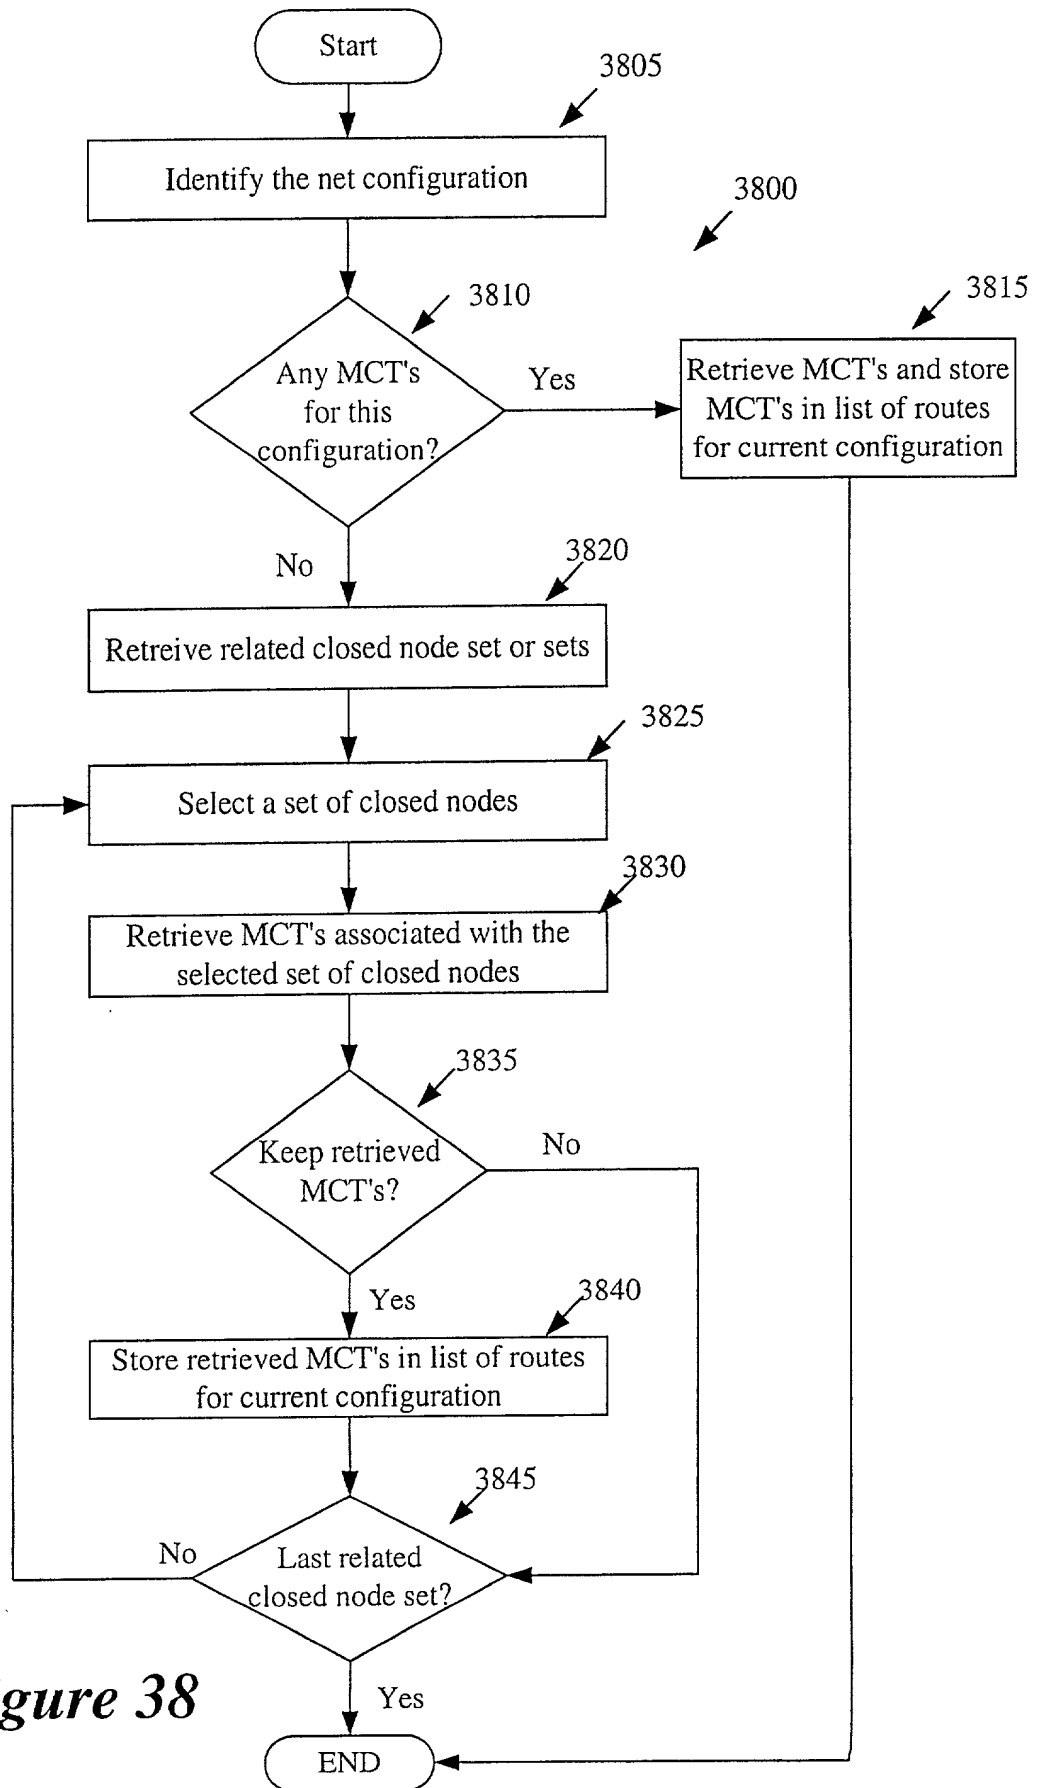 Start
3805
Identify the net configuration
3800
3810
3815
Any MCT's
for this
configuration?
Yes
Retrieve MCT's and store
MCT's in list of routes
for current configuration
No
3820
Retreive related closed node set or sets
3825
Select a set of closed nodes
3830
Retrieve MCT's associated with the
selected set of closed nodes
3835
Keep retrieved
MCT's?
No
Yes
3840
Store retrieved MCT's in list of routes
for current configuration
3845
No
Last related
closed node set?
gure 38
Yes
END